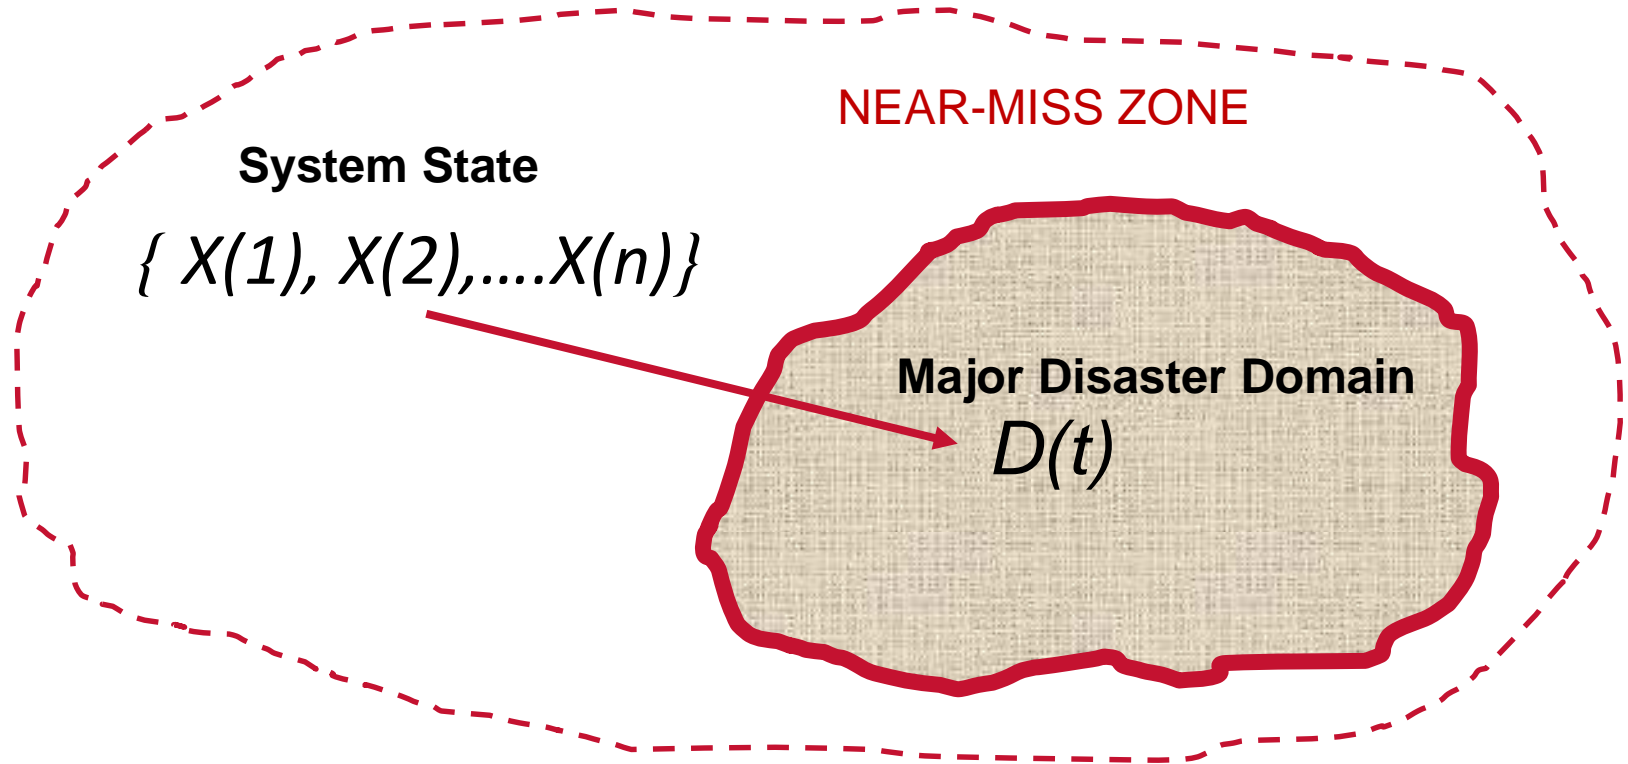 NEAR-MISS ZONE
System State
{ X(1), X(2),....X(n)}
Major Disaster Domain
D(t)